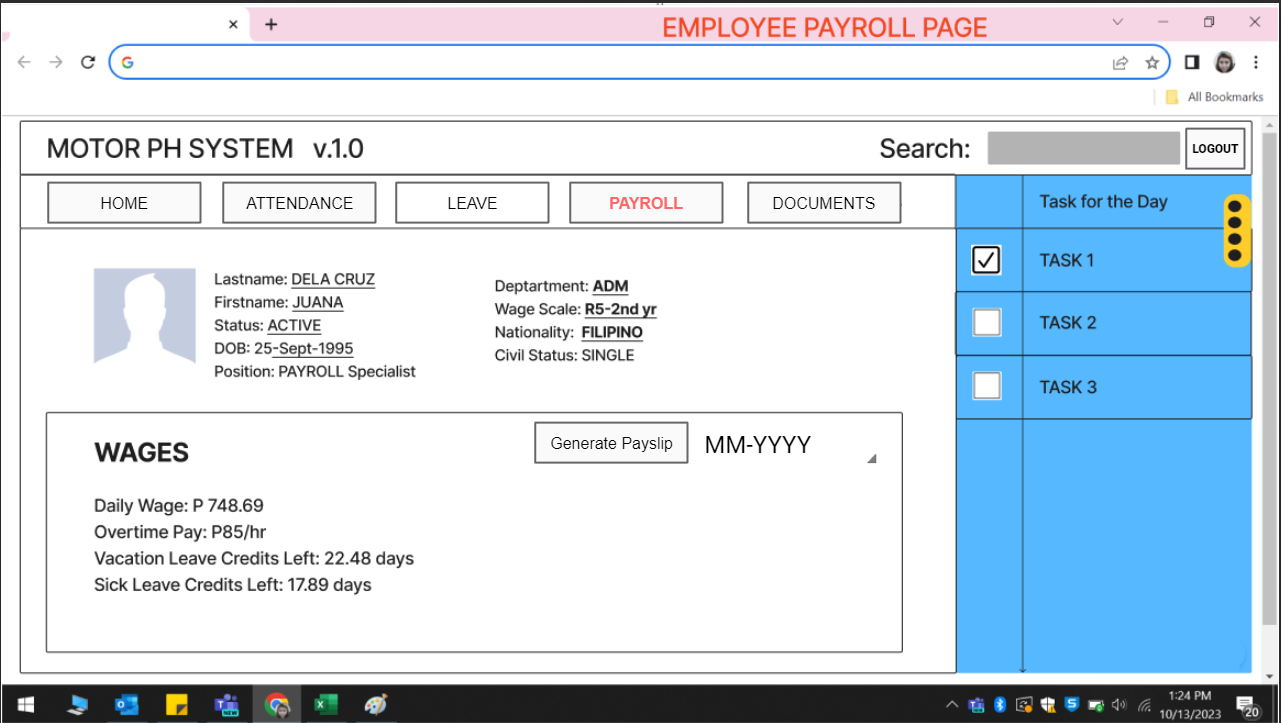 EMPLOYEE PAYROLL PAGE
All Bookmarks
MOTOR PH SYSTEM v.1.0
Search:
LOGOUT
HOME
ATTENDANCE
LEAVE
PAYROLL
DOCUMENTS
Task for the Day
TASK 1
TASK 2
TASK 3
Lastname: DELA CRUZ
Firstname: JUANA
Status: ACTIVE
DOB: 25-Sept-1995
Position: PAYROLL Specialist
Deptartment: ADM
Wage Scale: R5-2nd yr
Nationality: FILIPINO
Civil Status: SINGLE
WAGES
Generate Payslip
MM-YYYY
Daily Wage: P 748.69
Overtime Pay: P85/hr
Vacation Leave Credits Left: 22.48 days
Sick Leave Credits Left: 17.89 days
1:24 PM
10/13/2023
20